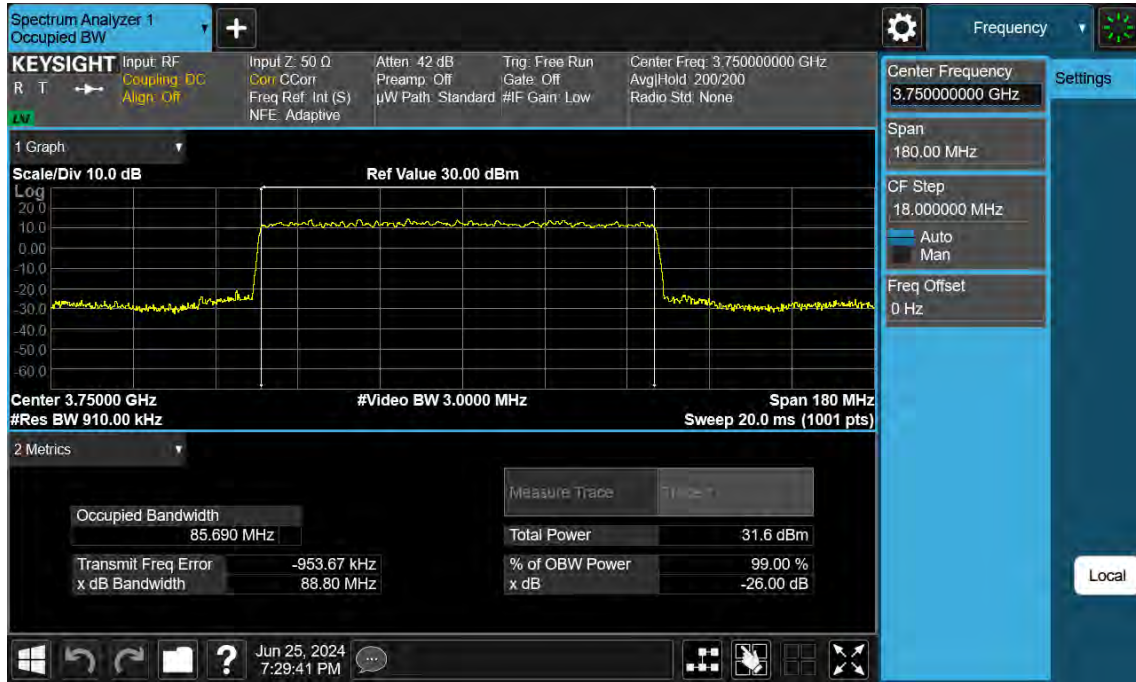 Spectrum Analyzer 1
Occupied BW
+
Frequency
KEYSIGHT
R T
LXI
Input: RF
Coupling: DC
Align: Off
Input Z: 50 Ω
Corr CCorr
Freq Ref: Int (S)
NFE: Adaptive
Atten: 42 dB
Preamp: Off
µW Path: Standard
Trig: Free Run
Gate: Off
#IF Gain: Low
Center Freq: 3.750000000 GHz
Avg|Hold: 200/200
Radio Std: None
Center Frequency
3.750000000 GHz
Settings
Span
180.00 MHz
CF Step
18.000000 MHz
Auto
Man
Freq Offset
0 Hz
Local
1 Graph
Scale/Div 10.0 dB
Ref Value 30.00 dBm
Log
20.0
10.0
0.00
-10.0
-20.0
-30.0
-40.0
-50.0
-60.0
Center 3.75000 GHz
#Video BW 3.0000 MHz
Span 180 MHz
#Res BW 910.00 kHz
Sweep 20.0 ms (1001 pts)
2 Metrics
Measure Trace
Trace 1
Occupied Bandwidth
85.690 MHz
Total Power
31.6 dBm
Transmit Freq Error
-953.67 kHz
% of OBW Power
99.00 %
x dB Bandwidth
88.80 MHz
x dB
-26.00 dB
?
Jun 25, 2024
7:29:41 PM